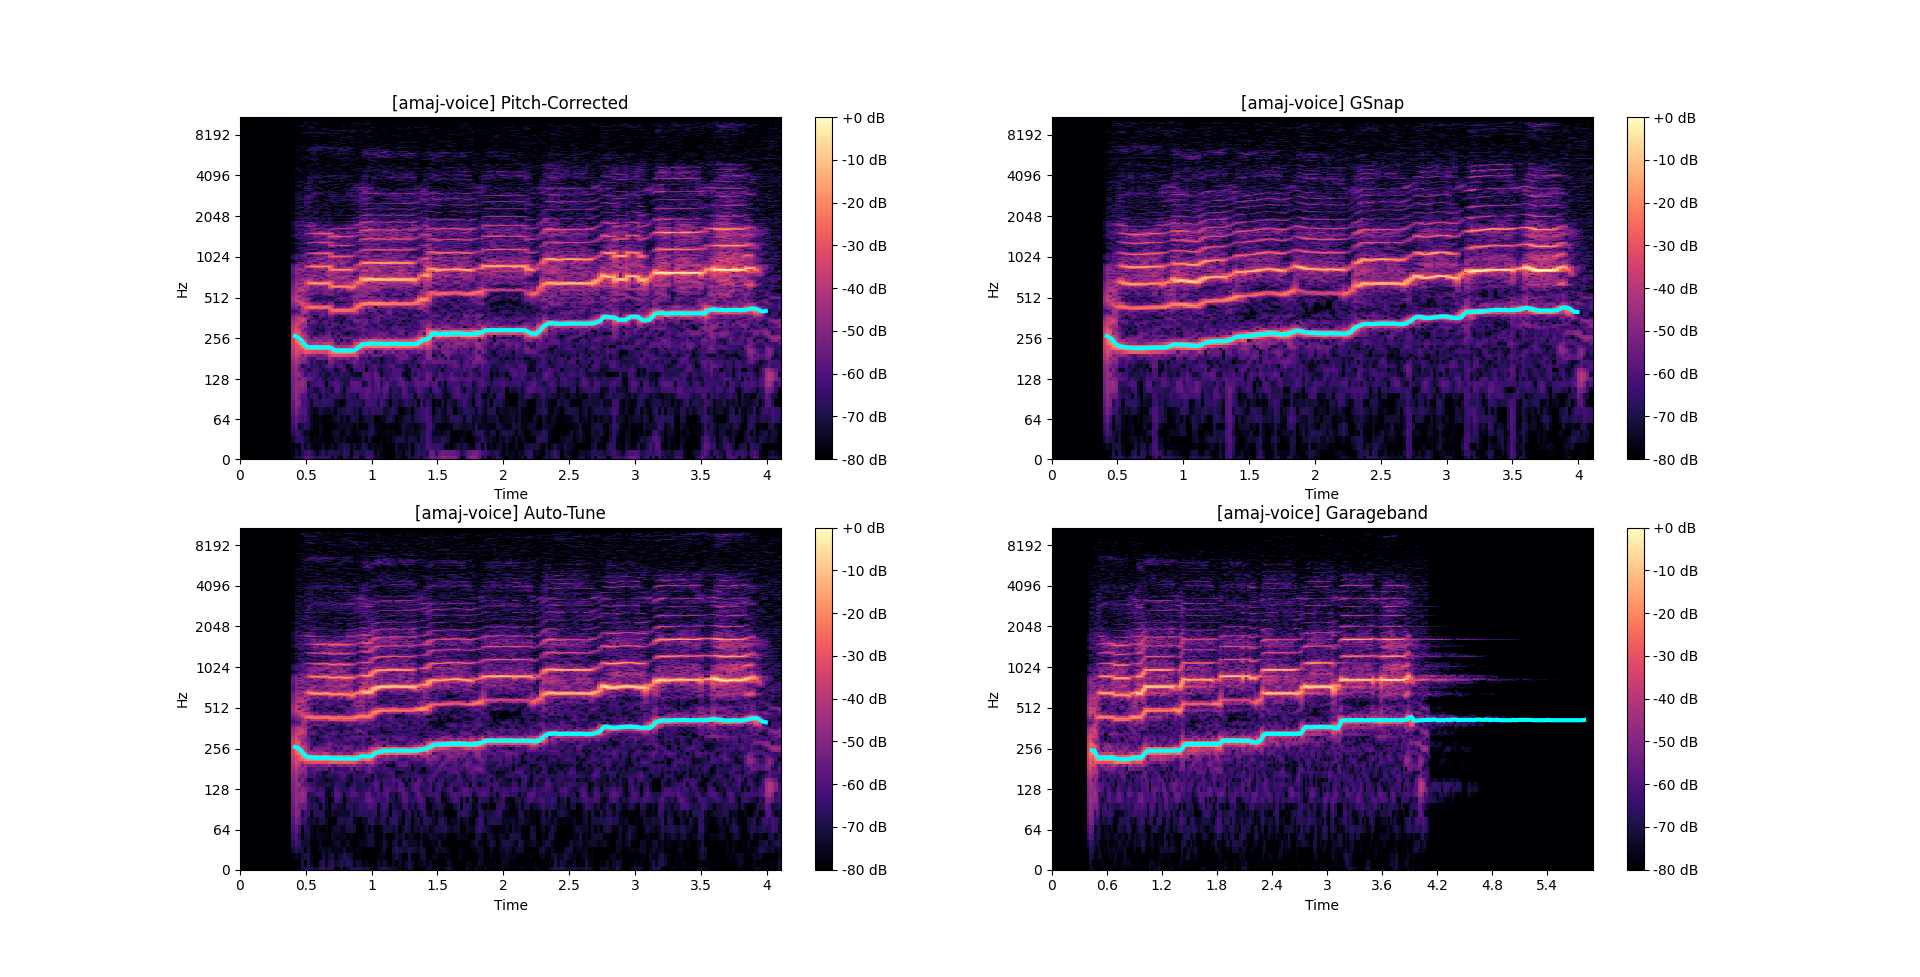 [amaj-voice] Pitch-Corrected
8192
4096
2048
1024
512
256
128
64
0
Hz
0 0.5 1 1.5 2 2.5 3 3.5 4
Time
+0 dB
-10 dB
-20 dB
-30 dB
-40 dB
-50 dB
-60 dB
-70 dB
-80 dB
[amaj-voice] GSnap
8192
4096
2048
1024
512
256
128
64
0
Hz
0 0.5 1 1.5 2 2.5 3 3.5 4
Time
+0 dB
-10 dB
-20 dB
-30 dB
-40 dB
-50 dB
-60 dB
-70 dB
-80 dB
[amaj-voice] Auto-Tune
8192
4096
2048
1024
512
256
128
64
0
Hz
0 0.5 1 1.5 2 2.5 3 3.5 4
Time
+0 dB
-10 dB
-20 dB
-30 dB
-40 dB
-50 dB
-60 dB
-70 dB
-80 dB
[amaj-voice] Garageband
8192
4096
2048
1024
512
256
128
64
0
Hz
0 0.6 1.2 1.8 2.4 3 3.6 4.2 4.8 5.4
Time
+0 dB
-10 dB
-20 dB
-30 dB
-40 dB
-50 dB
-60 dB
-70 dB
-80 dB